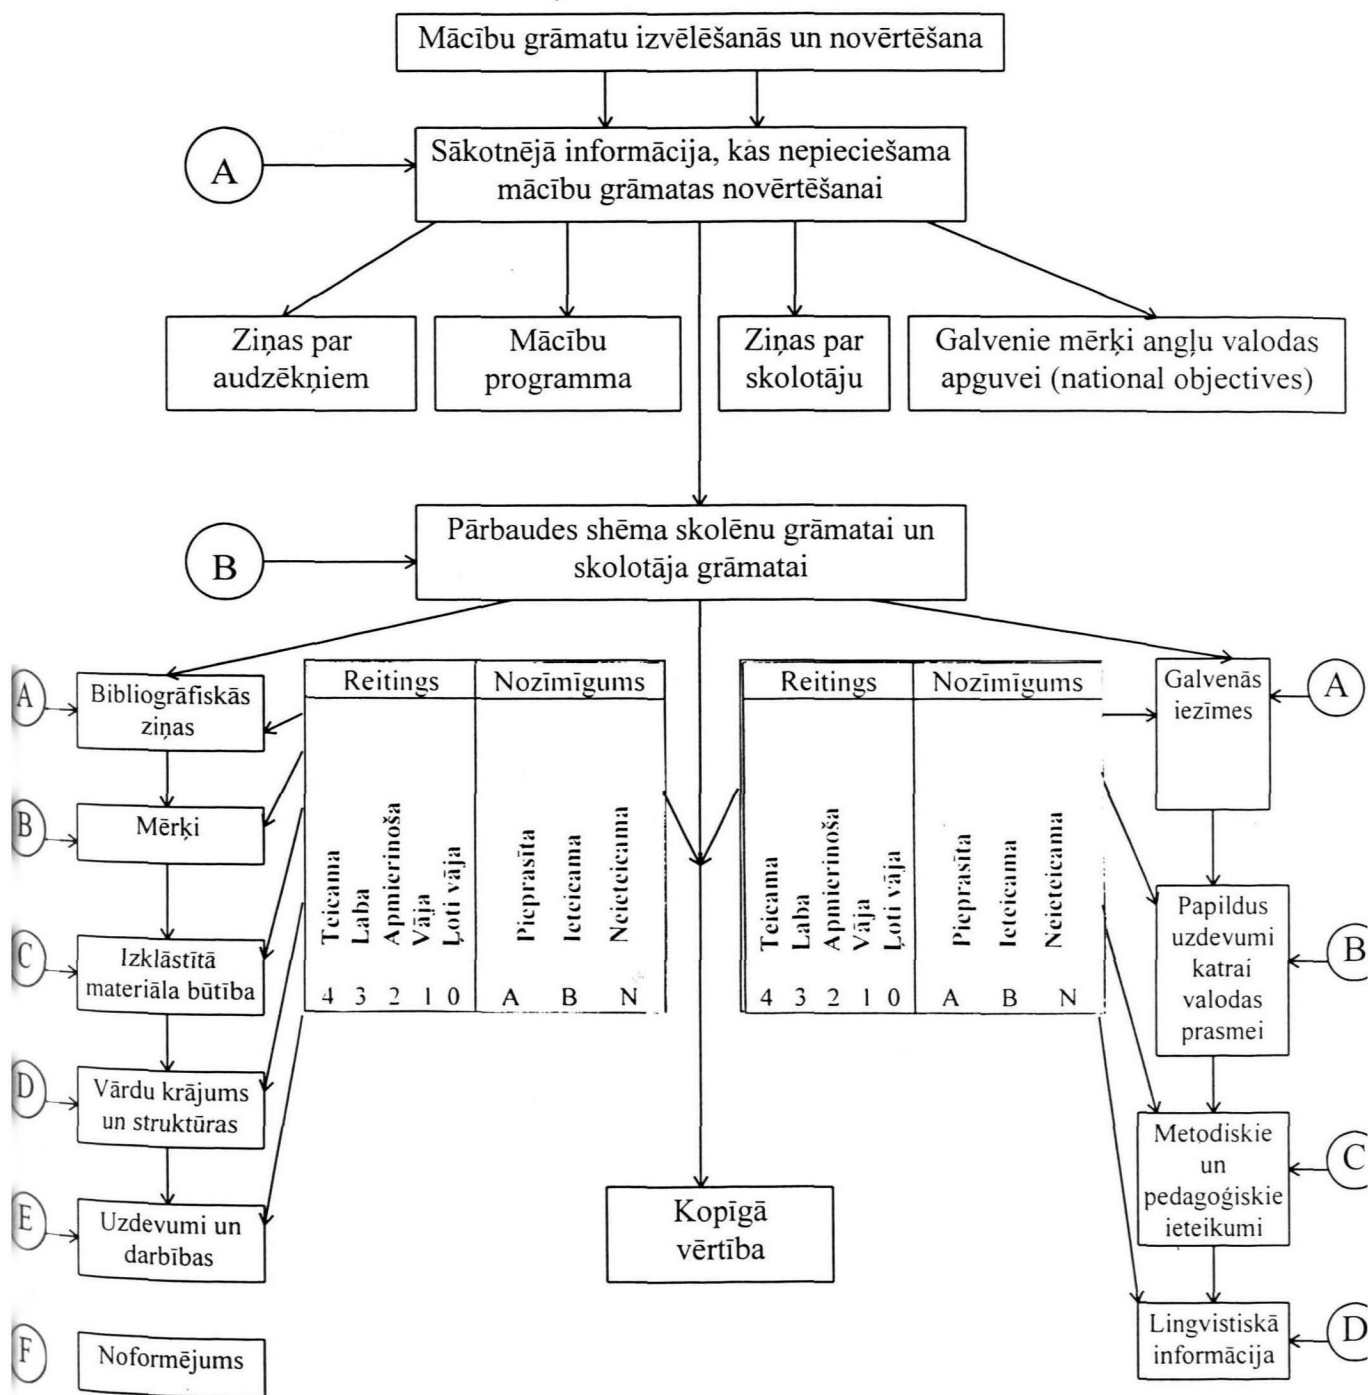 Mācību grāmatu izvēlēšanās un novērtēšana
A
Sākotnējā informācija, kas nepieciešama
mācību grāmatas novērtēšanai
Ziņas par
audzēkņiem
Mācību
programma
Ziņas par
skolotāju
Galvenie mērķi angļu valodas
apguvei (national objectives)
B
Pārbaudes shēma skolēnu grāmatai un
skolotāja grāmatai
A
Bibliogrāfiskās
ziņas
B
Mērķi
C
Izklāstītā
materiāla būtība
D
Vārdu krājums
un struktūras
E
Uzdevumi un
darbības
F
Noformējums
Reitings
Nozīmīgums
Teicama
Laba
Apmierinoša
Vāja
Ļoti vāja
Pieprasīta
Ieteicama
Neieteicama
4 3 2 1 0 A B N
Reitings
Nozīmīgums
Teicama
Laba
Apmierinoša
Vāja
Ļoti vāja
Pieprasīta
Ieteicama
Neieteicama
4 3 2 1 0 A B N
Kopīgā
vērtība
Galvenās
iezīmes
A
Papildus
uzdevumi
katrai
valodas
prasmei
B
Metodiskie
un
pedagoģiskie
ieteikumi
C
Lingvistiskā
informācija
D